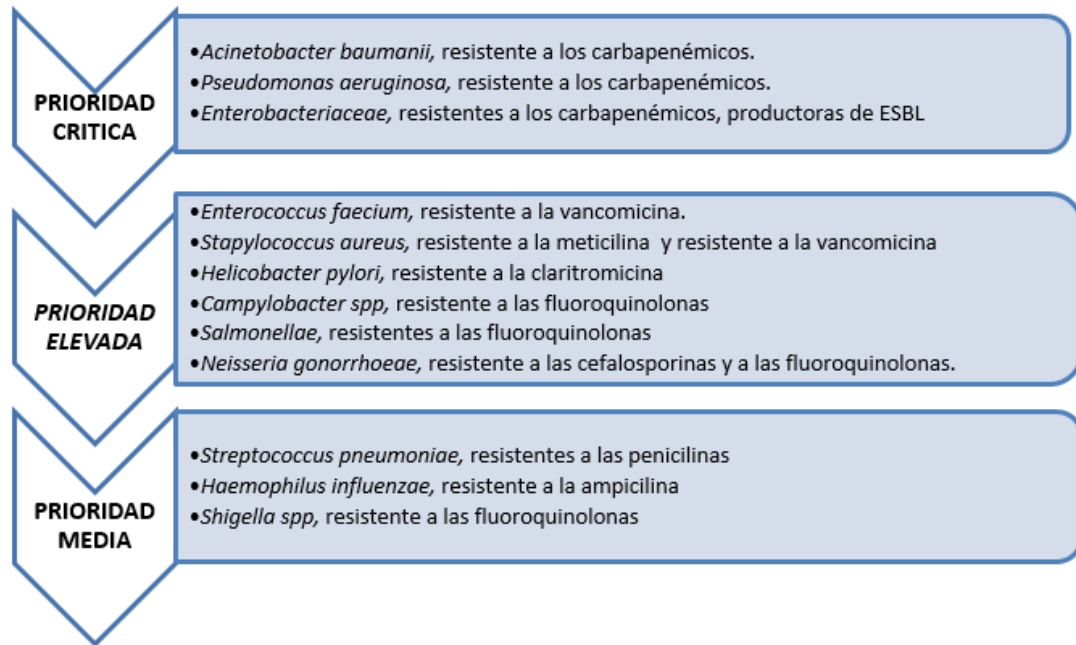 PRIORIDAD
CRITICA
•Acinetobacter baumanii, resistente a los carbapenémicos.
•Pseudomonas aeruginosa, resistente a los carbapenémicos.
•Enterobacteriaceae, resistentes a los carbapenémicos, productoras de ESBL
PRIORIDAD
ELEVADA
•Enterococcus faecium, resistente a la vancomicina.
•Stapylococcus aureus, resistente a la meticilina y resistente a la vancomicina
•Helicobacter pylori, resistente a la claritromicina
•Campylobacter spp, resistente a las fluoroquinolonas
•Salmonellae, resistentes a las fluoroquinolonas
•Neisseria gonorrhoeae, resistente a las cefalosporinas y a las fluoroquinolonas.
PRIORIDAD
MEDIA
•Streptococcus pneumoniae, resistentes a las penicilinas
•Haemophilus influenzae, resistente a la ampicilina
•Shigella spp, resistente a las fluoroquinolonas